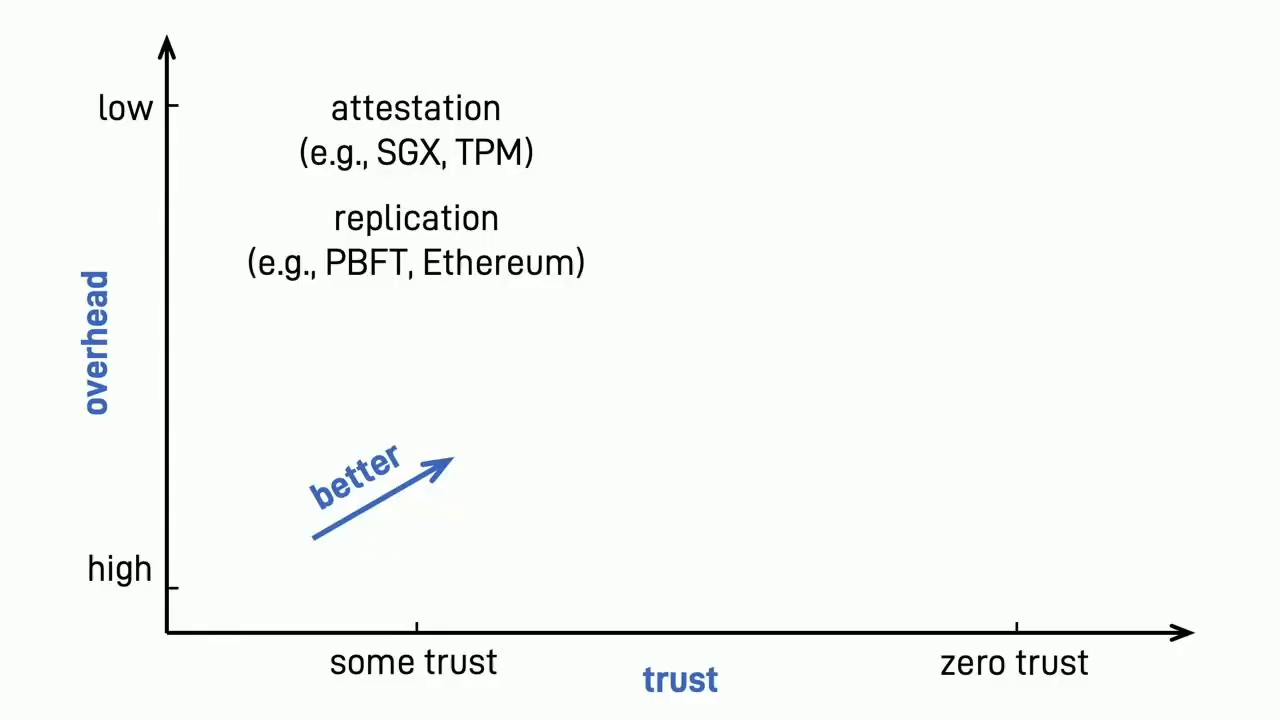 low
attestation
(e.g., SGX, TPM)
replication
(e.g., PBFT, Ethereum)
overhead
better
high
some trust
trust
zero trust